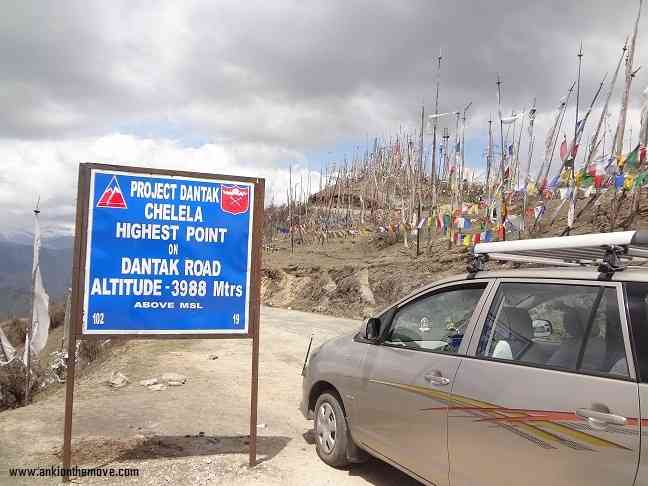 PROJECT DANTAK
CHELELA
HIGHEST POINT
ON
DANTAK ROAD
ALTITUDE -3988 Mtrs
ABOVE MSL
102 19
www.ankionthemove.com